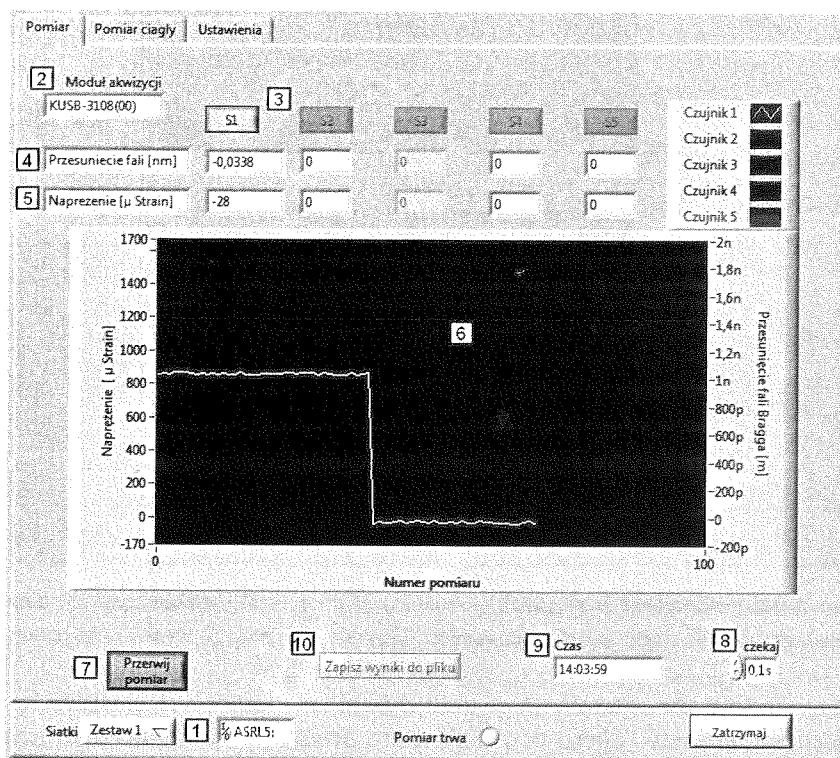 Pomiar Pomiar ciągły Ustawienia
2 Moduł akwizycji
KUSB-3108(00)
3
S1 S2 S3 S4 S5
Czujnik 1
Czujnik 2
Czujnik 3
Czujnik 4
Czujnik 5
4 Przesuniecie fali [nm] -0,0338 0 0 0 0
5 Naprezenie [µ Strain] -28 0 0 0 0
Naprężenie [ µ Strain]
1700
1400
1200
1000
800
600
400
200
0
-170
6
2n
1,8n
1,6n
1,4n
1,2n
1n
800p
600p
400p
200p
0
-200p
Przesunięcie fali Bragga [m]
0 100
Numer pomiaru
7 Przerwij
pomiar
10 Zapisz wyniki do pliku
9 Czas
14:03:59
8 czekaj
0,1s
Siatki Zestaw 1 1 ASRL5: Pomiar trwa Zatrzymaj